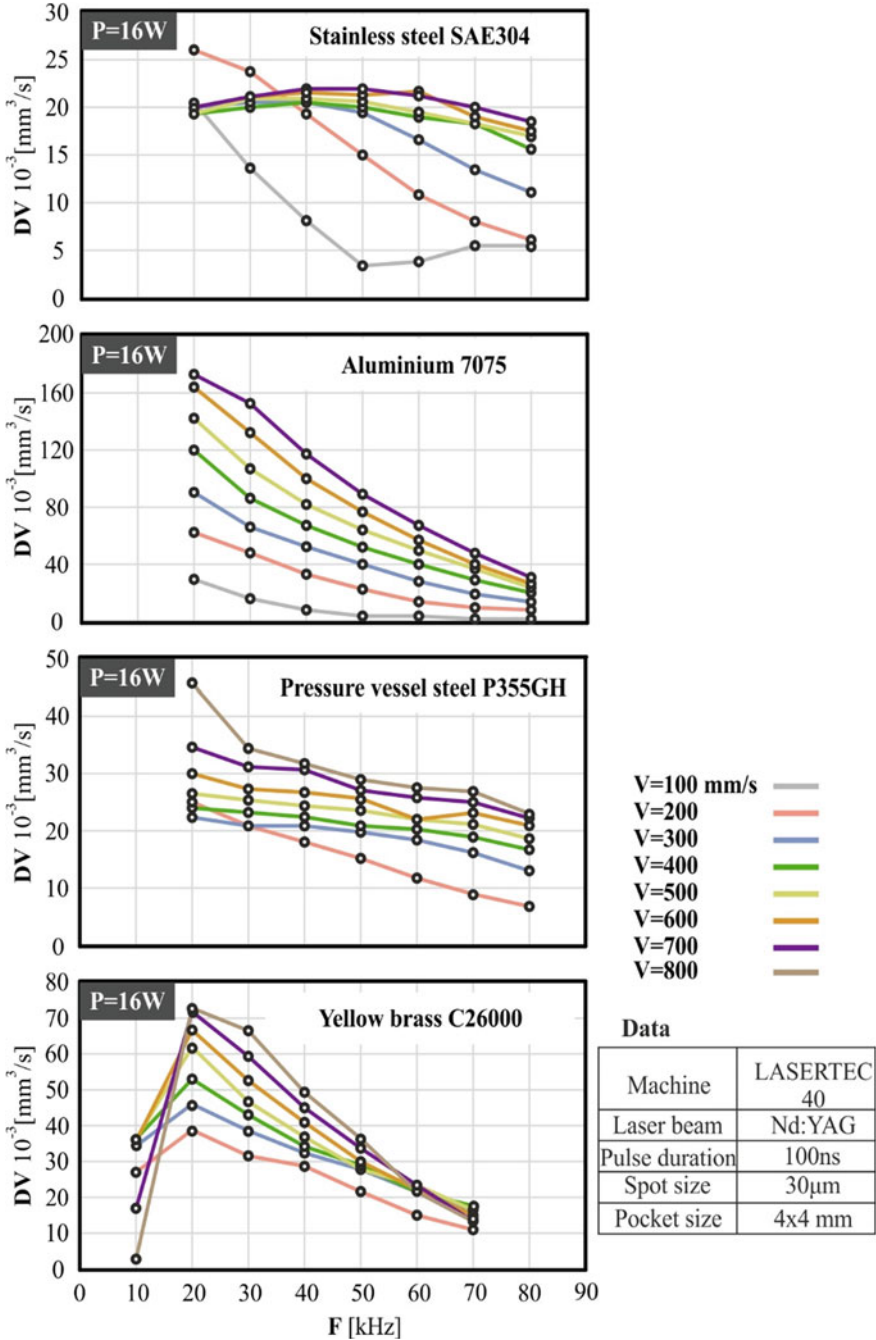 P=16W
Stainless steel SAE304
30
25
20
15
10
5
0
DV 10⁻³[mm³/s]
P=16W
Aluminium 7075
200
160
120
80
40
0
DV 10⁻³[mm³/s]
P=16W
Pressure vessel steel P355GH
50
40
30
20
10
0
DV 10⁻³[mm³/s]
P=16W
Yellow brass C26000
80
70
60
50
40
30
20
10
0
DV 10⁻³[mm³/s]
0 10 20 30 40 50 60 70 80 90
F [kHz]
V=100 mm/s
V=200
V=300
V=400
V=500
V=600
V=700
V=800
Data
Machine LASERTEC 40
Laser beam Nd:YAG
Pulse duration 100ns
Spot size 30μm
Pocket size 4x4 mm